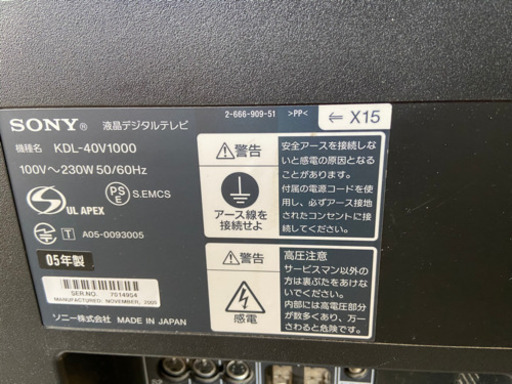 2-666-909-51
>PP<
⇐ X15
SONY® 液晶デジタルテレビ
機種名 KDL-40V1000
100V～230W 50/60Hz
UL APEX
PS
E
S.EMCS
T A05-0093005
05年製
SER.NO. 7014904
MANUFACTURED: NOVEMBER, 2005
ソニー株式会社 MADE IN JAPAN
警告
アース線を
接続せよ
安全アースを接続しな
いと感電の原因となる
ことがあります。
付属の電源コードを使
用し、必ずアース接地
されたコンセントに接
続してください。
警告
感電
高圧注意
サービスマン以外の
方は裏ぶたをあけな
いでください。
内部には高電圧部分
が数多くあり、万一
さわると危険です。